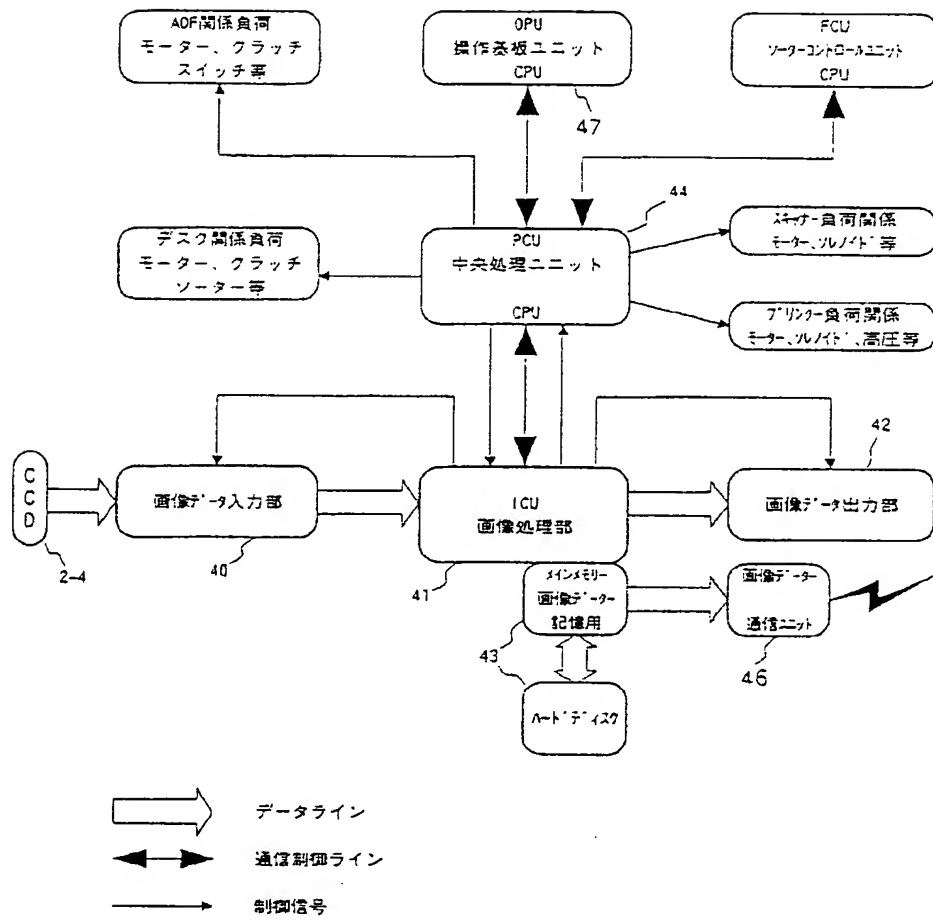 ADF関係負荷
モーター、クラッチ
スイッチ等
OPU
操作基板ユニット
CPU
47
FCU
ソーターコントロールユニット
CPU
44
デスク関係負荷
モーター、クラッチ
ソーター等
PCU
中央処理ユニット
CPU
スキャナー負荷関係
モーター、ソレノイド等
プリンター負荷関係
モーター、ソレノイド、高圧等
CCD
2-4
画像データ入力部
40
ICU
画像処理部
41
42
画像データ出力部
メインメモリー
画像データー
記憶用
43
画像データー
通信ユニット
46
ハードディスク
データライン
通信制御ライン
制御信号